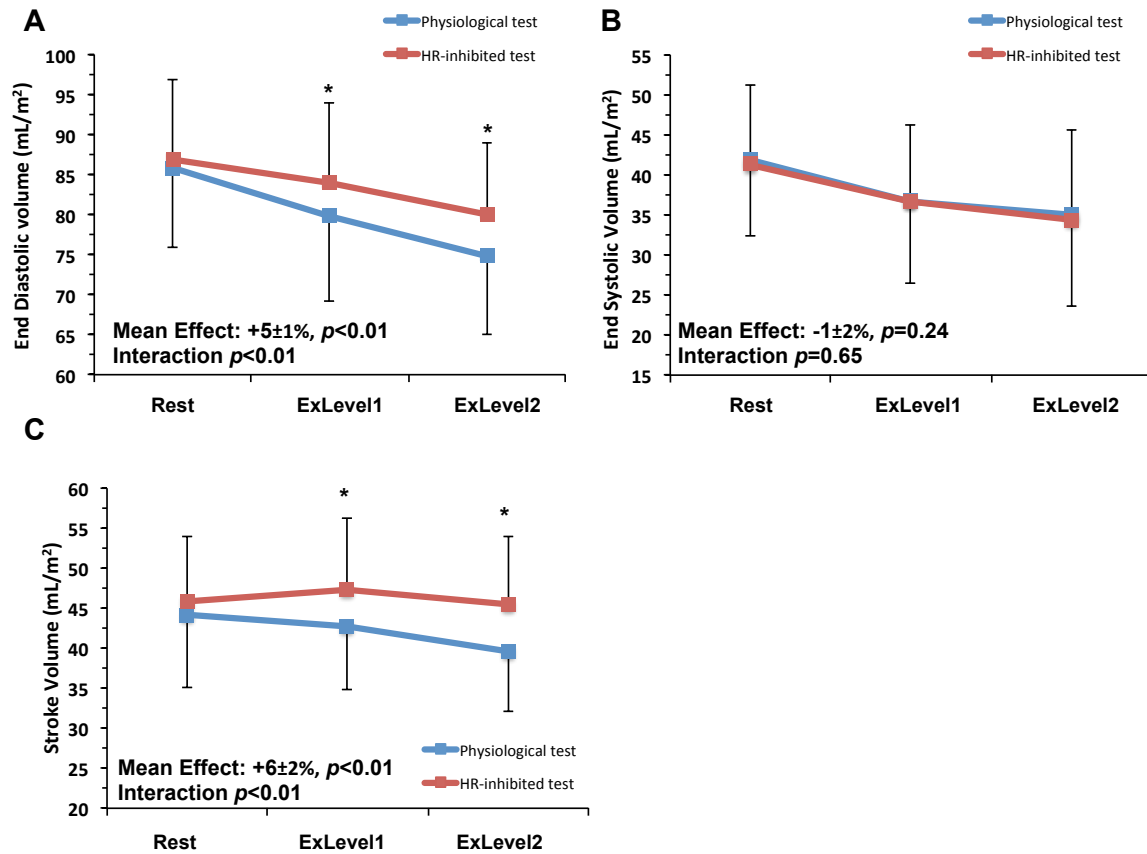 A
Physiological test
HR-inhibited test
End Diastolic volume (mL/m²)
100
95
90
85
80
75
70
65
60
*
*
Mean Effect: +5±1%, p<0.01
Interaction p<0.01
Rest ExLevel1 ExLevel2
B
Physiological test
HR-inhibited test
End Systolic Volume (mL/m²)
55
50
45
40
35
30
25
20
15
Mean Effect: -1±2%, p=0.24
Interaction p=0.65
Rest ExLevel1 ExLevel2
C
Stroke Volume (mL/m²)
60
55
50
45
40
35
30
25
20
*
*
Physiological test
HR-inhibited test
Mean Effect: +6±2%, p<0.01
Interaction p<0.01
Rest ExLevel1 ExLevel2